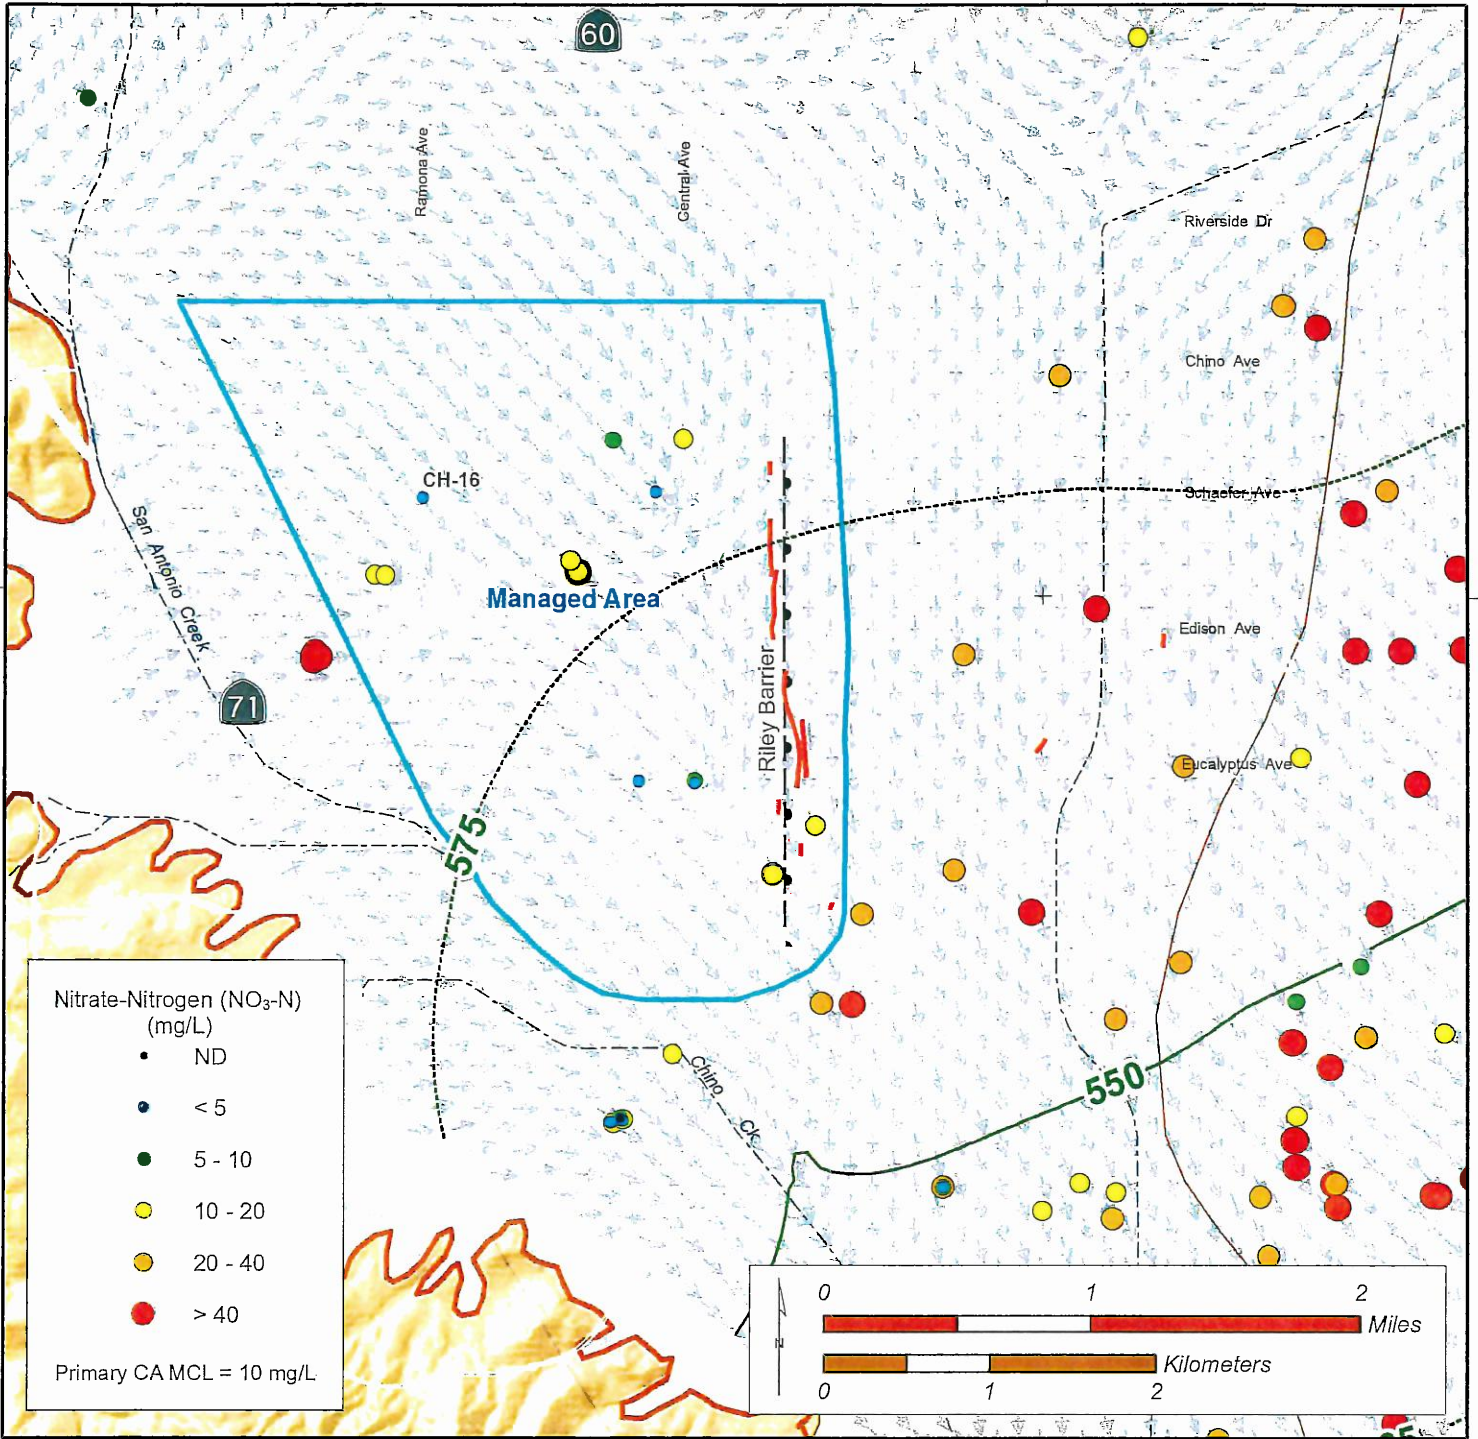 60
Ramona Ave
Central Ave
Riverside Dr
Chino Ave
CH-16
Schaefer Ave
San Antonio Creek
Managed Area
Edison Ave
Riley Barrier
71
Eucalyptus Ave
575
Nitrate-Nitrogen (NO₃-N)
(mg/L)
ND
< 5
5 - 10
10 - 20
20 - 40
> 40
Primary CA MCL = 10 mg/L
Chino Ck
550
0 1 2
Miles
Kilometers
0 1 2
N